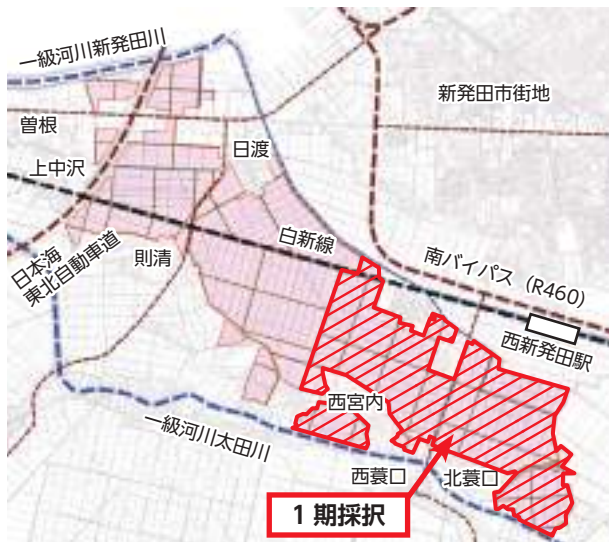 一級河川新発田川
新発田市街地
曽根
日渡
上中沢
白新線
日本海
東北自動車道
則清
南バイパス（R460）
西新発田駅
西宮内
一級河川太田川
西蓑口
北蓑口
1 期採択